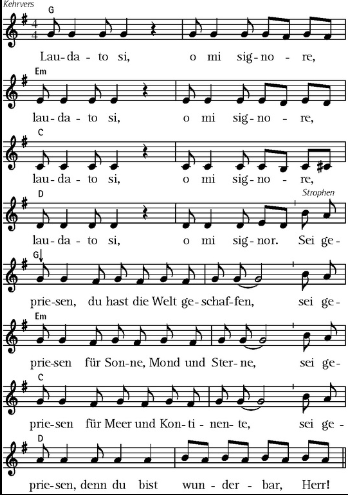 Kehrvers
G
4
4
Lau-da-to si, o mi sig-no-re,
Em
lau-da-to si, o mi sig-no-re,
C
lau-da-to si, o mi sig-no-re,
D
Strophen
lau-da-to si, o mi sig-nor. Sei ge-
G
prie-sen, du hast die Welt ge-schaf-fen, sei ge-
Em
prie-sen für Son-ne, Mond und Ster-ne, sei ge-
C
prie-sen für Meer und Kon-ti-nen-te, sei ge-
D
prie-sen, denn du bist wun-der-bar, Herr!